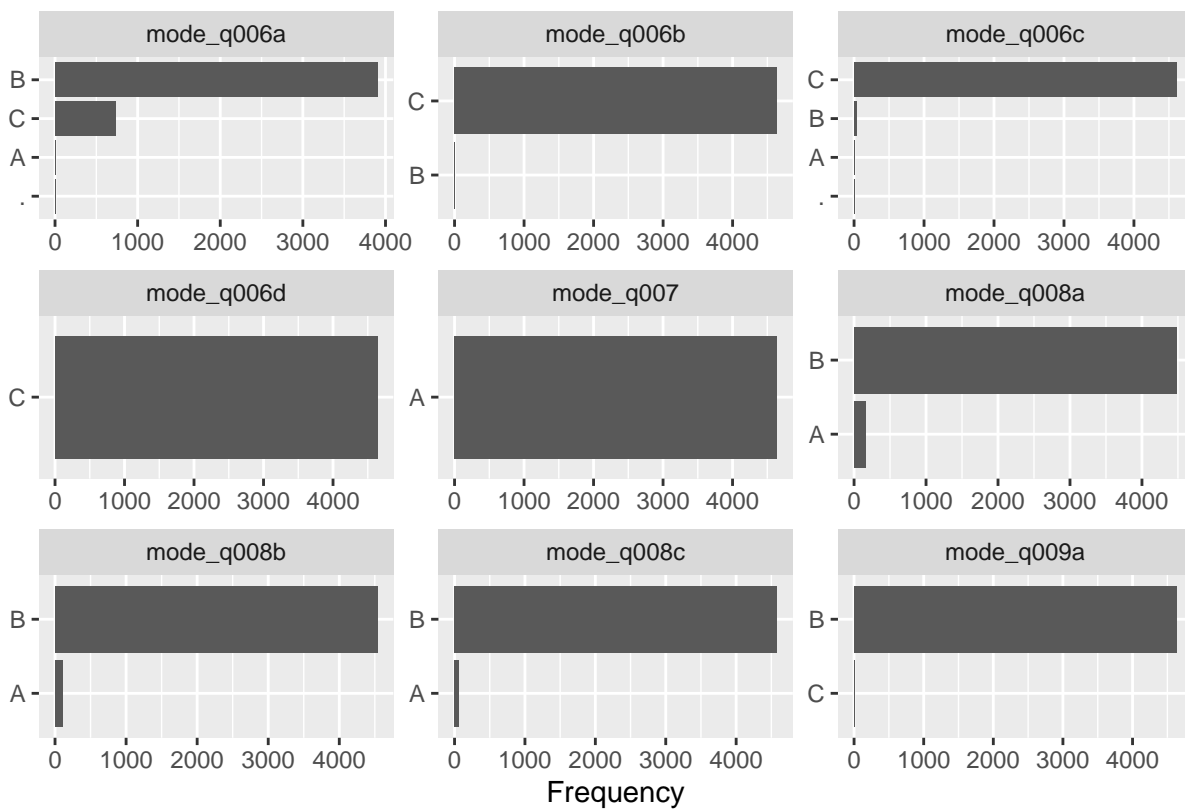 mode_q006a mode_q006b mode_q006c
B
C
A
.
0 1000 2000 3000 4000
C
B
0 1000 2000 3000 4000
C
B
A
.
0 1000 2000 3000 4000
mode_q006d mode_q007 mode_q008a
C
0 1000 2000 3000 4000
A
0 1000 2000 3000 4000
B
A
0 1000 2000 3000 4000
mode_q008b mode_q008c mode_q009a
B
A
0 1000 2000 3000 4000
B
A
0 1000 2000 3000 4000
B
C
0 1000 2000 3000 4000
Frequency